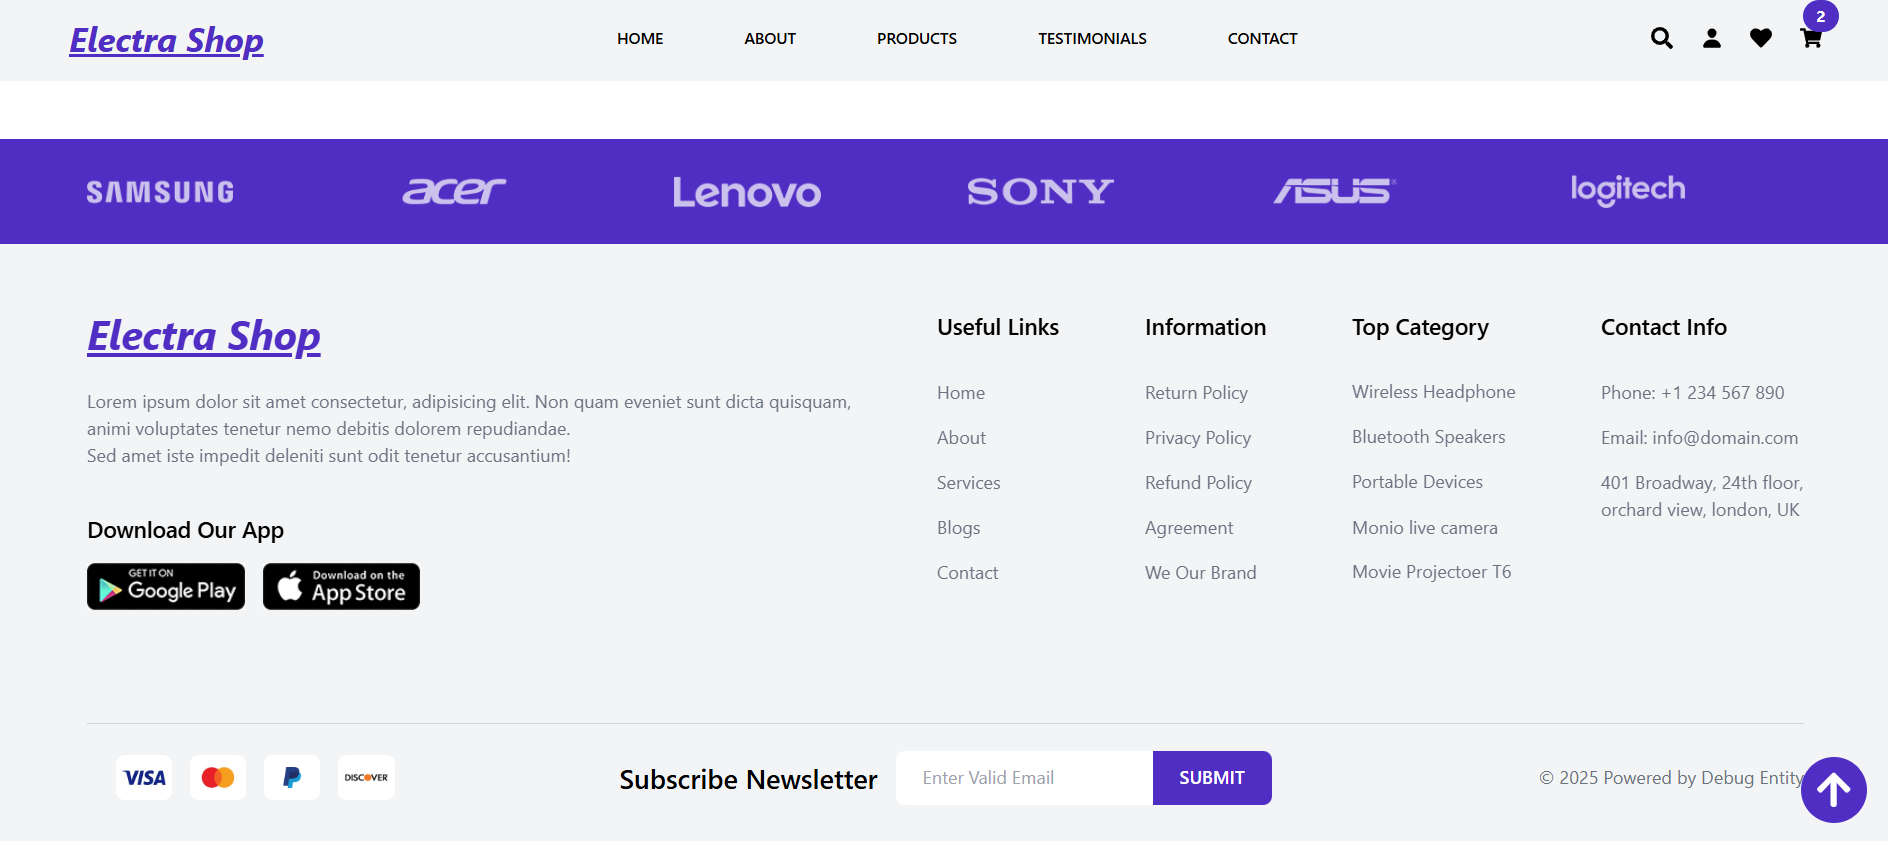 Electra Shop
HOME
ABOUT
PRODUCTS
TESTIMONIALS
CONTACT
2
SAMSUNG
acer
Lenovo
SONY
ASUS
logitech
Electra Shop
Lorem ipsum dolor sit amet consectetur, adipisicing elit. Non quam eveniet sunt dicta quisquam,
animi voluptates tenetur nemo debitis dolorem repudiandae.
Sed amet iste impedit deleniti sunt odit tenetur accusantium!
Download Our App
GET IT ON
Google Play
Download on the
App Store
Useful Links
Home
About
Services
Blogs
Contact
Information
Return Policy
Privacy Policy
Refund Policy
Agreement
We Our Brand
Top Category
Wireless Headphone
Bluetooth Speakers
Portable Devices
Monio live camera
Movie Projectoer T6
Contact Info
Phone: +1 234 567 890
Email: info@domain.com
401 Broadway, 24th floor,
orchard view, london, UK
VISA
DISCOVER
Subscribe Newsletter
Enter Valid Email
SUBMIT
© 2025 Powered by Debug Entity